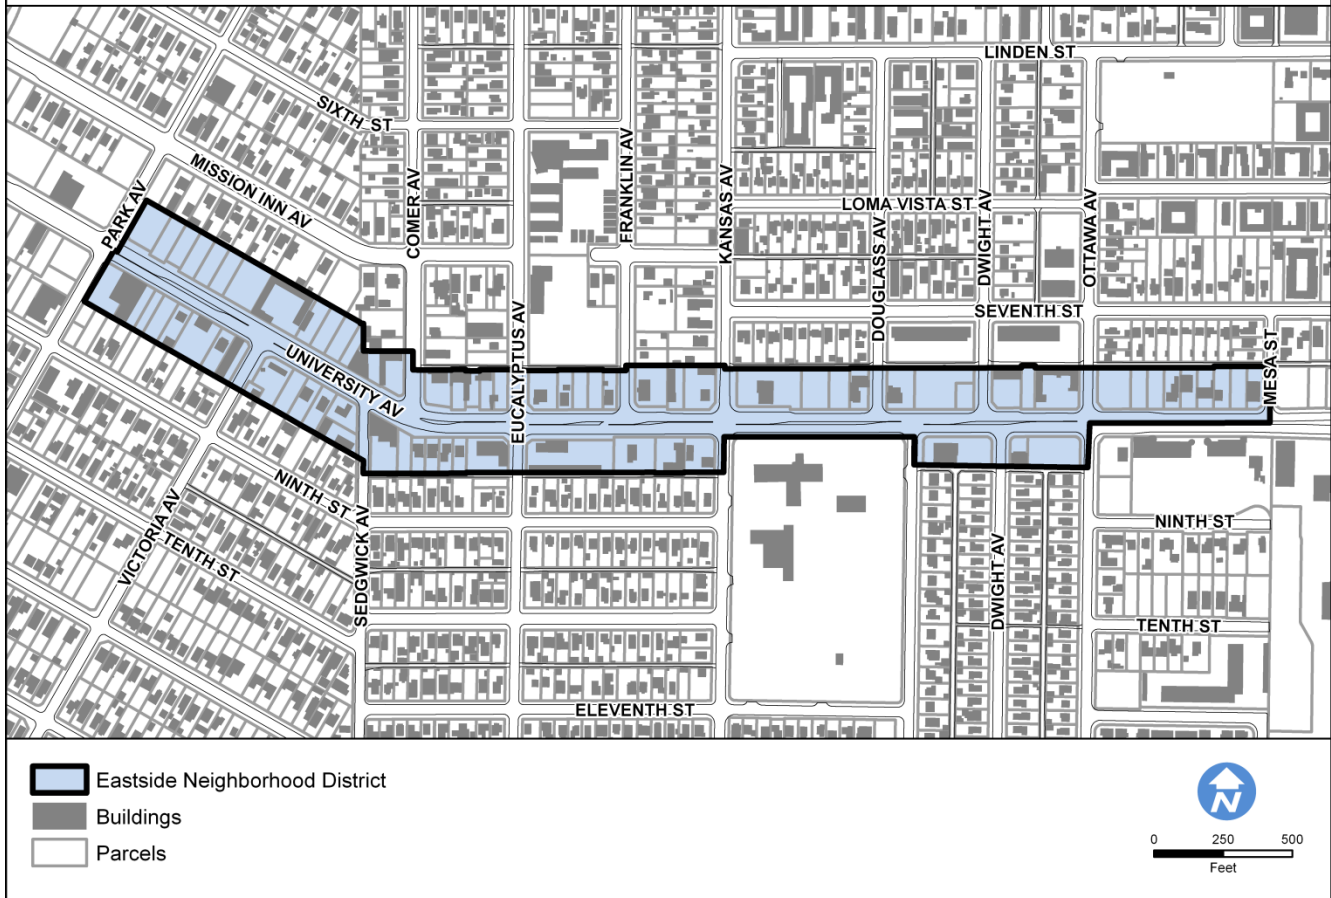 LINDEN ST
SIXTH ST
FRANKLIN AV
MISSION INN AV
KANSAS AV
COMER AV
PARK AV
LOMA VISTA ST
DOUGLASS AV
DWIGHT AV
OTTAWA AV
SEVENTH ST
EUCALYPTUS AV
MESA ST
UNIVERSITY AV
NINTH ST
VICTORIA AV
TENTH ST
SEDGWICK AV
DWIGHT AV
NINTH ST
TENTH ST
ELEVENTH ST
Eastside Neighborhood District
Buildings
Parcels
N
0 250 500
Feet